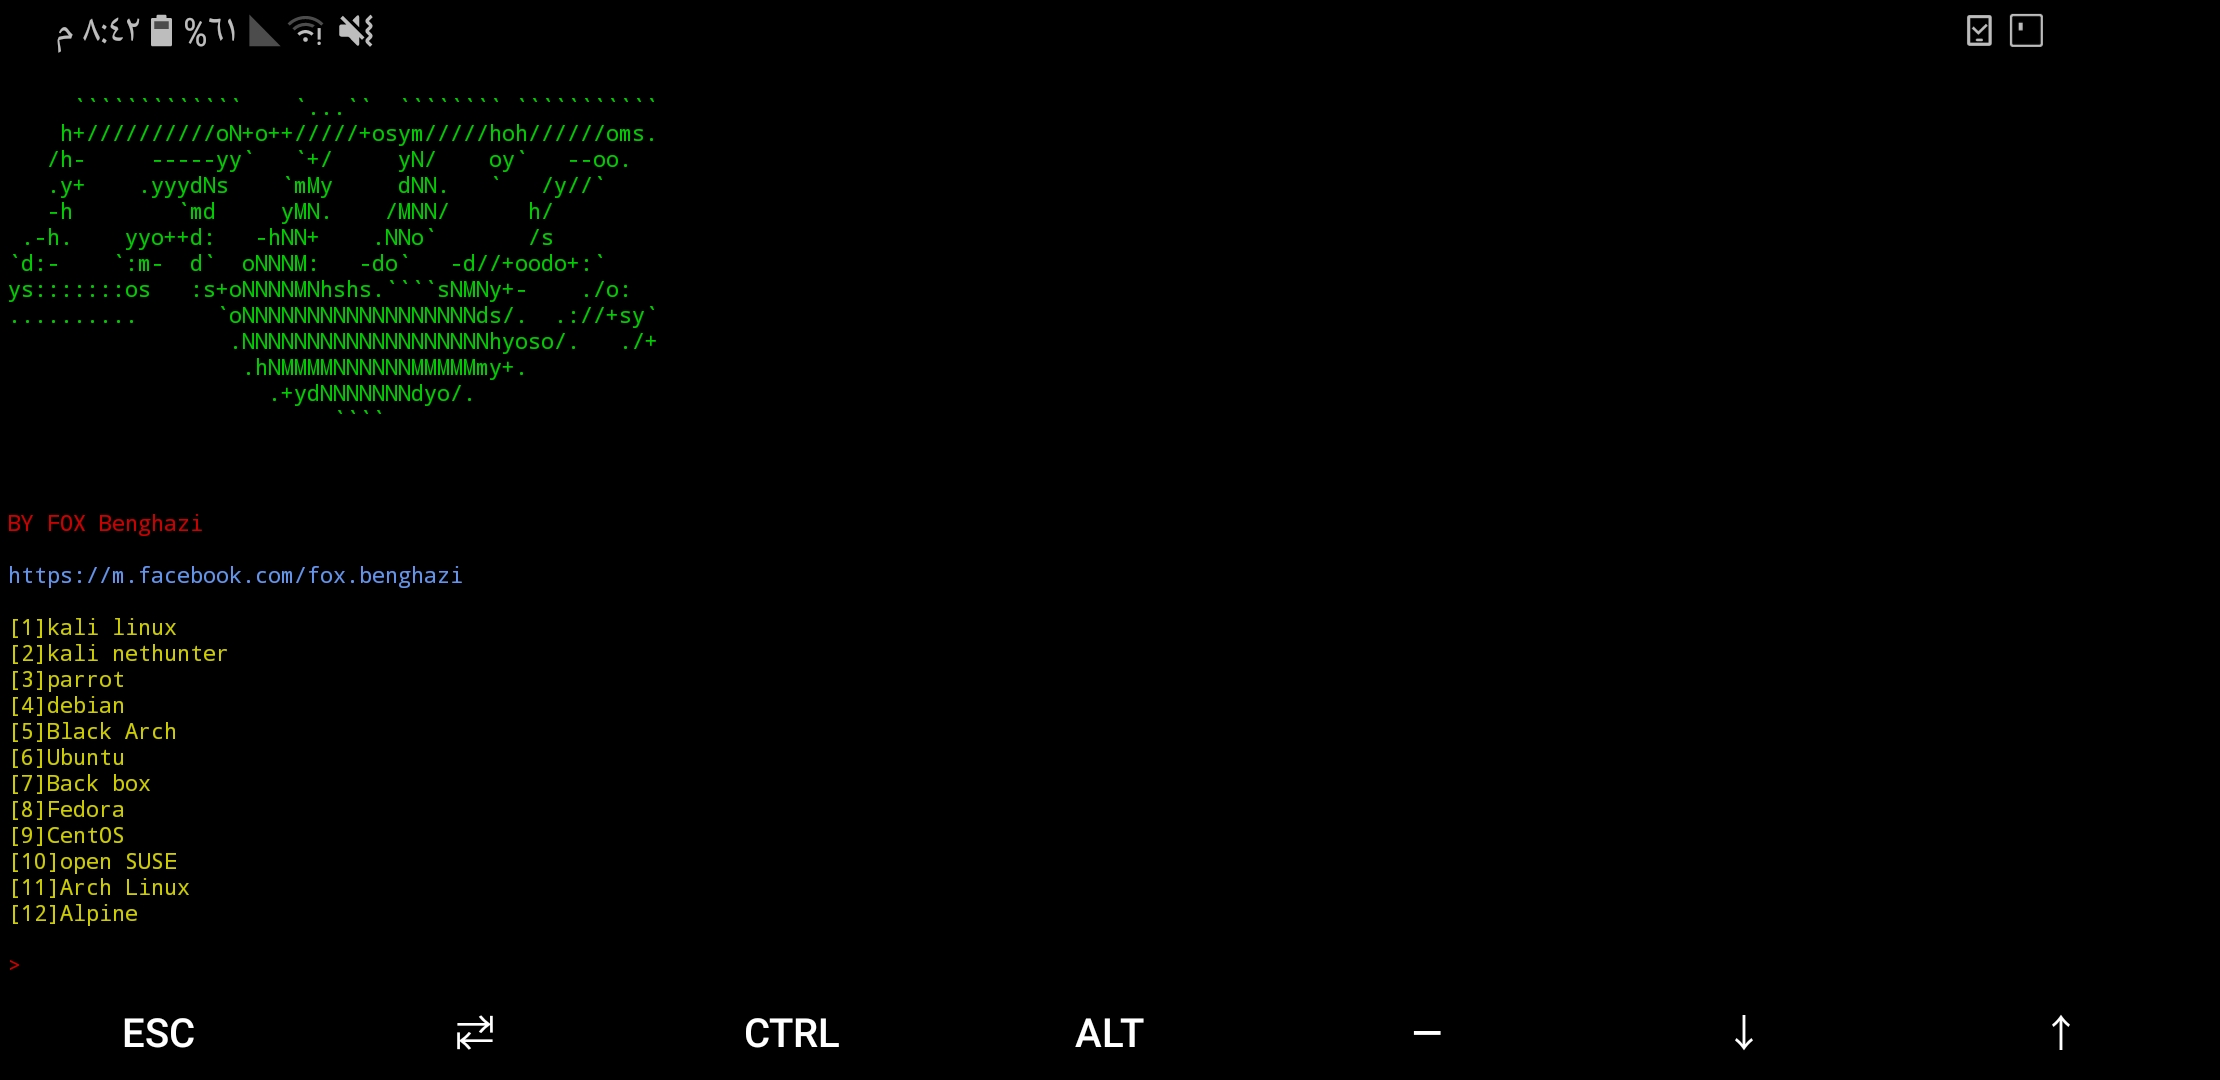 م ٨:٤٢ %٦١
             `````````````    `...``  ```````` ```````````
    h+//////////oN+o++/////+osym/////hoh//////oms.
   /h-     -----yy`   `+/     yN/    oy`   --oo.
   .y+    .yyydNs    `mMy     dNN.   `   /y//`
   -h        `md     yMN.    /MNN/      h/
 .-h.    yyo++d:   -hNN+    .NNo`       /s
`d:-    `:m-  d`  oNNNM:   -do`   -d//+oodo+:`
ys:::::::os   :s+oNNNNMNhshs.````sNMNy+-    ./o:
..........      `oNNNNNNNNNNNNNNNNNNds/.  .://+sy`
                 .NNNNNNNNNNNNNNNNNNNhyoso/.   ./+
                  .hNMMMMNNNNNNMMMMMmy+.
                    .+ydNNNNNNNdyo/.
                         ````
BY FOX Benghazi
https://m.facebook.com/fox.benghazi
[1]kali linux
[2]kali nethunter
[3]parrot
[4]debian
[5]Black Arch
[6]Ubuntu
[7]Back box
[8]Fedora
[9]CentOS
[10]open SUSE
[11]Arch Linux
[12]Alpine
>
ESC ⇄ CTRL ALT — ↓ ↑